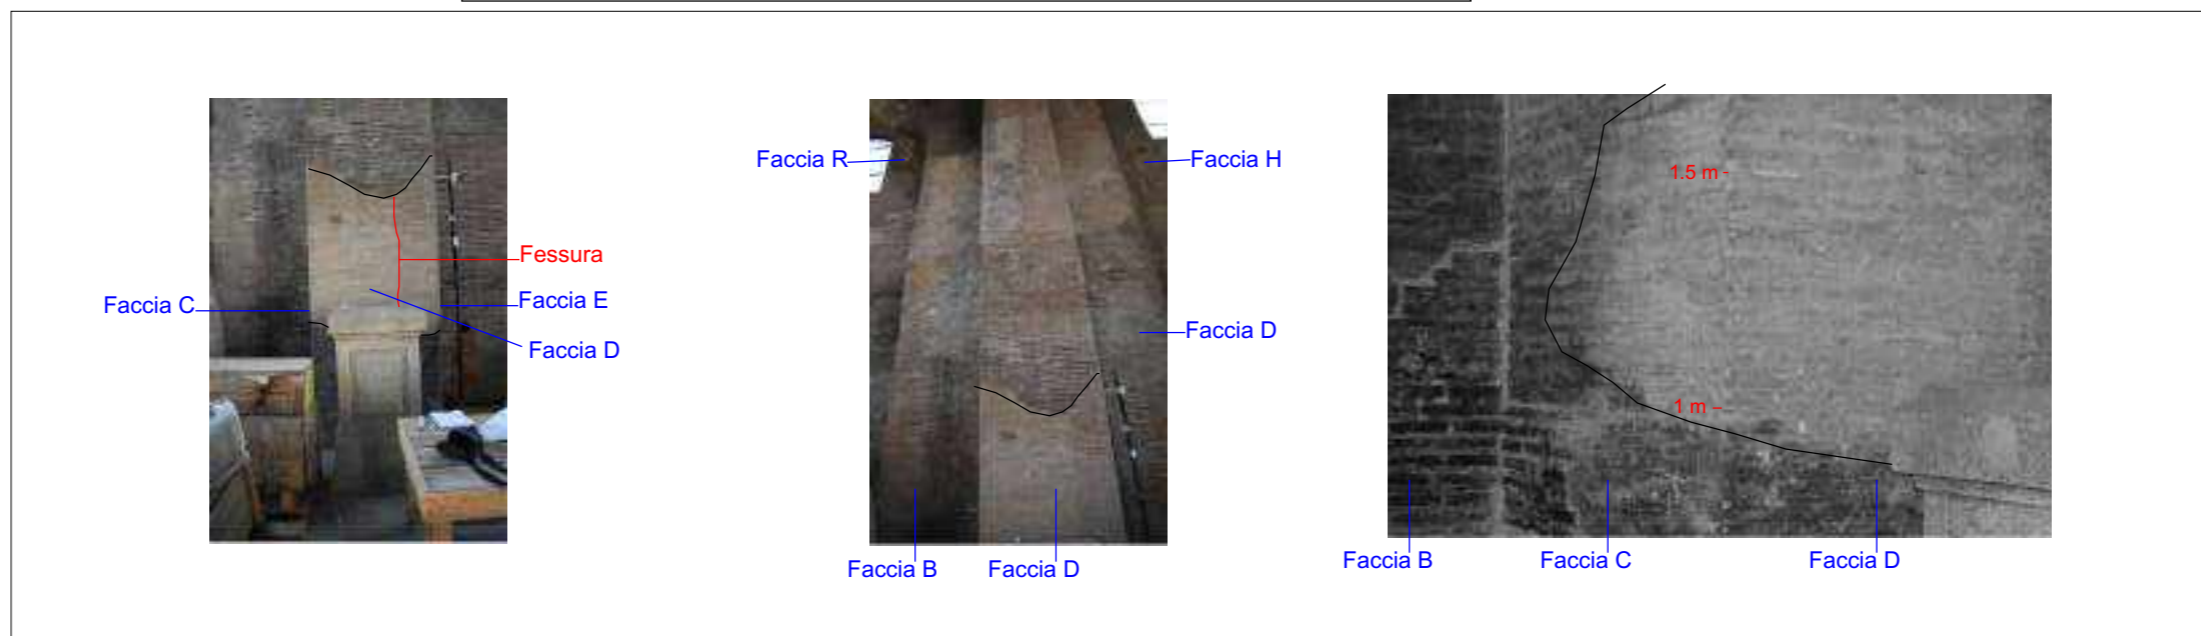 Fessura
Faccia C
Faccia E
Faccia D
Faccia R
Faccia H
Faccia D
Faccia B
Faccia D
1.5 m -
1 m –
Faccia B
Faccia C
Faccia D